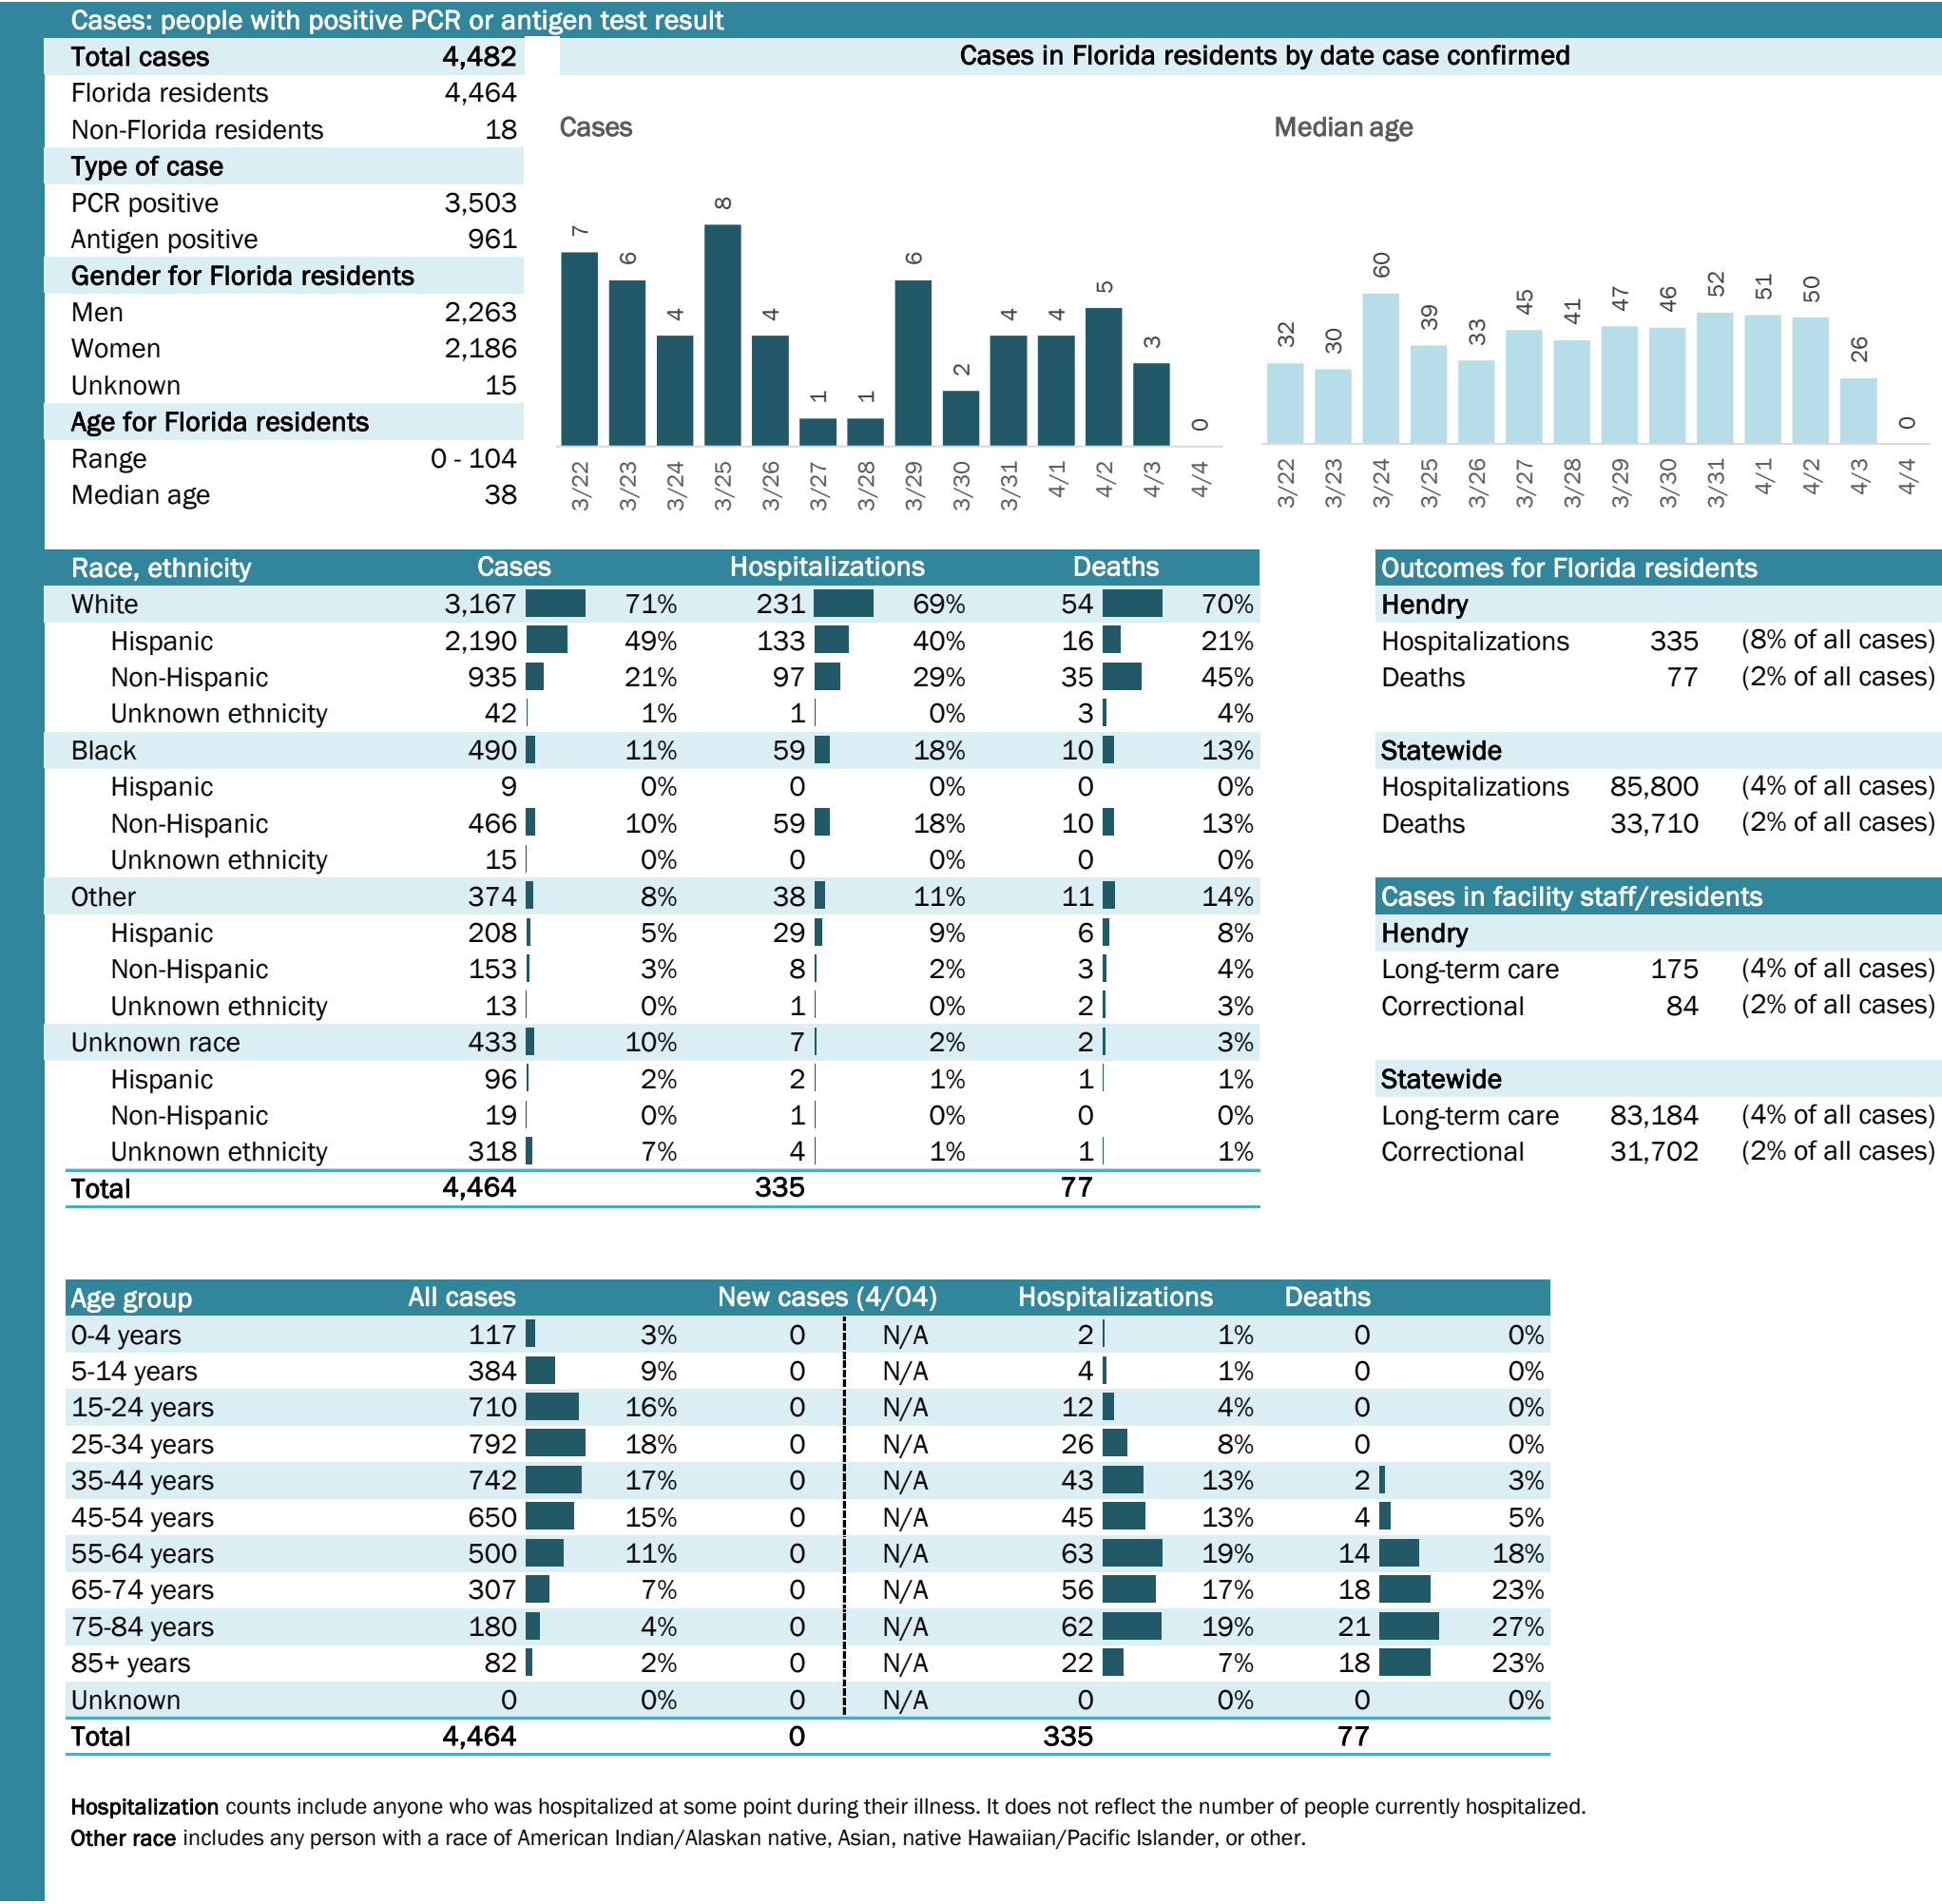 Cases: people with positive PCR or antigen test result
Total cases 4,482
Florida residents 4,464
Non-Florida residents 18
Type of case
PCR positive 3,503
Antigen positive 961
Gender for Florida residents
Men 2,263
Women 2,186
Unknown 15
Age for Florida residents
Range 0 - 104
Median age 38
Cases in Florida residents by date case confirmed
Cases
7 6 4 8 4 1 1 6 2 4 4 5 3 0
3/22 3/23 3/24 3/25 3/26 3/27 3/28 3/29 3/30 3/31 4/1 4/2 4/3 4/4
Median age
32 30 60 39 33 45 41 47 46 52 51 50 26 0
3/22 3/23 3/24 3/25 3/26 3/27 3/28 3/29 3/30 3/31 4/1 4/2 4/3 4/4
Race, ethnicity Cases Hospitalizations Deaths
White 3,167 71% 231 69% 54 70%
Hispanic 2,190 49% 133 40% 16 21%
Non-Hispanic 935 21% 97 29% 35 45%
Unknown ethnicity 42 1% 1 0% 3 4%
Black 490 11% 59 18% 10 13%
Hispanic 9 0% 0 0% 0 0%
Non-Hispanic 466 10% 59 18% 10 13%
Unknown ethnicity 15 0% 0 0% 0 0%
Other 374 8% 38 11% 11 14%
Hispanic 208 5% 29 9% 6 8%
Non-Hispanic 153 3% 8 2% 3 4%
Unknown ethnicity 13 0% 1 0% 2 3%
Unknown race 433 10% 7 2% 2 3%
Hispanic 96 2% 2 1% 1 1%
Non-Hispanic 19 0% 1 0% 0 0%
Unknown ethnicity 318 7% 4 1% 1 1%
Total 4,464 335 77
Outcomes for Florida residents
Hendry
Hospitalizations 335 (8% of all cases)
Deaths 77 (2% of all cases)
Statewide
Hospitalizations 85,800 (4% of all cases)
Deaths 33,710 (2% of all cases)
Cases in facility staff/residents
Hendry
Long-term care 175 (4% of all cases)
Correctional 84 (2% of all cases)
Statewide
Long-term care 83,184 (4% of all cases)
Correctional 31,702 (2% of all cases)
Age group All cases New cases (4/04) Hospitalizations Deaths
0-4 years 117 3% 0 N/A 2 1% 0 0%
5-14 years 384 9% 0 N/A 4 1% 0 0%
15-24 years 710 16% 0 N/A 12 4% 0 0%
25-34 years 792 18% 0 N/A 26 8% 0 0%
35-44 years 742 17% 0 N/A 43 13% 2 3%
45-54 years 650 15% 0 N/A 45 13% 4 5%
55-64 years 500 11% 0 N/A 63 19% 14 18%
65-74 years 307 7% 0 N/A 56 17% 18 23%
75-84 years 180 4% 0 N/A 62 19% 21 27%
85+ years 82 2% 0 N/A 22 7% 18 23%
Unknown 0 0% 0 N/A 0 0% 0 0%
Total 4,464 0 335 77
Hospitalization counts include anyone who was hospitalized at some point during their illness. It does not reflect the number of people currently hospitalized.
Other race includes any person with a race of American Indian/Alaskan native, Asian, native Hawaiian/Pacific Islander, or other.